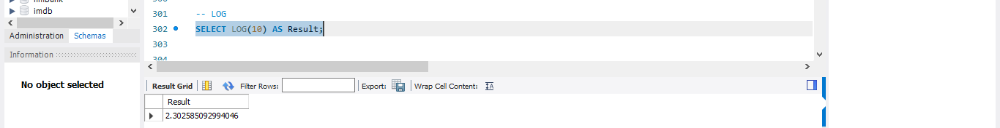 imdb
Administration Schemas
Information
No object selected
301 -- LOG
302 SELECT LOG(10) AS Result;
303
Result Grid Filter Rows: Export: Wrap Cell Content:
Result
2.302585092994046